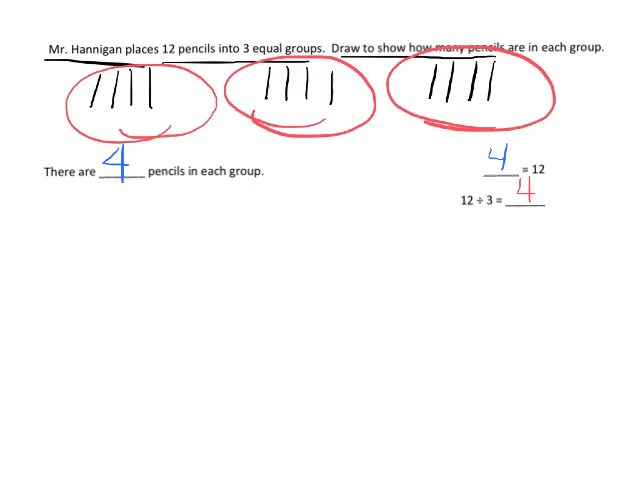 Mr. Hannigan places 12 pencils into 3 equal groups. Draw to show how many pencils are in each group.
There are 4 pencils in each group.
4 = 12
12 ÷ 3 = 4